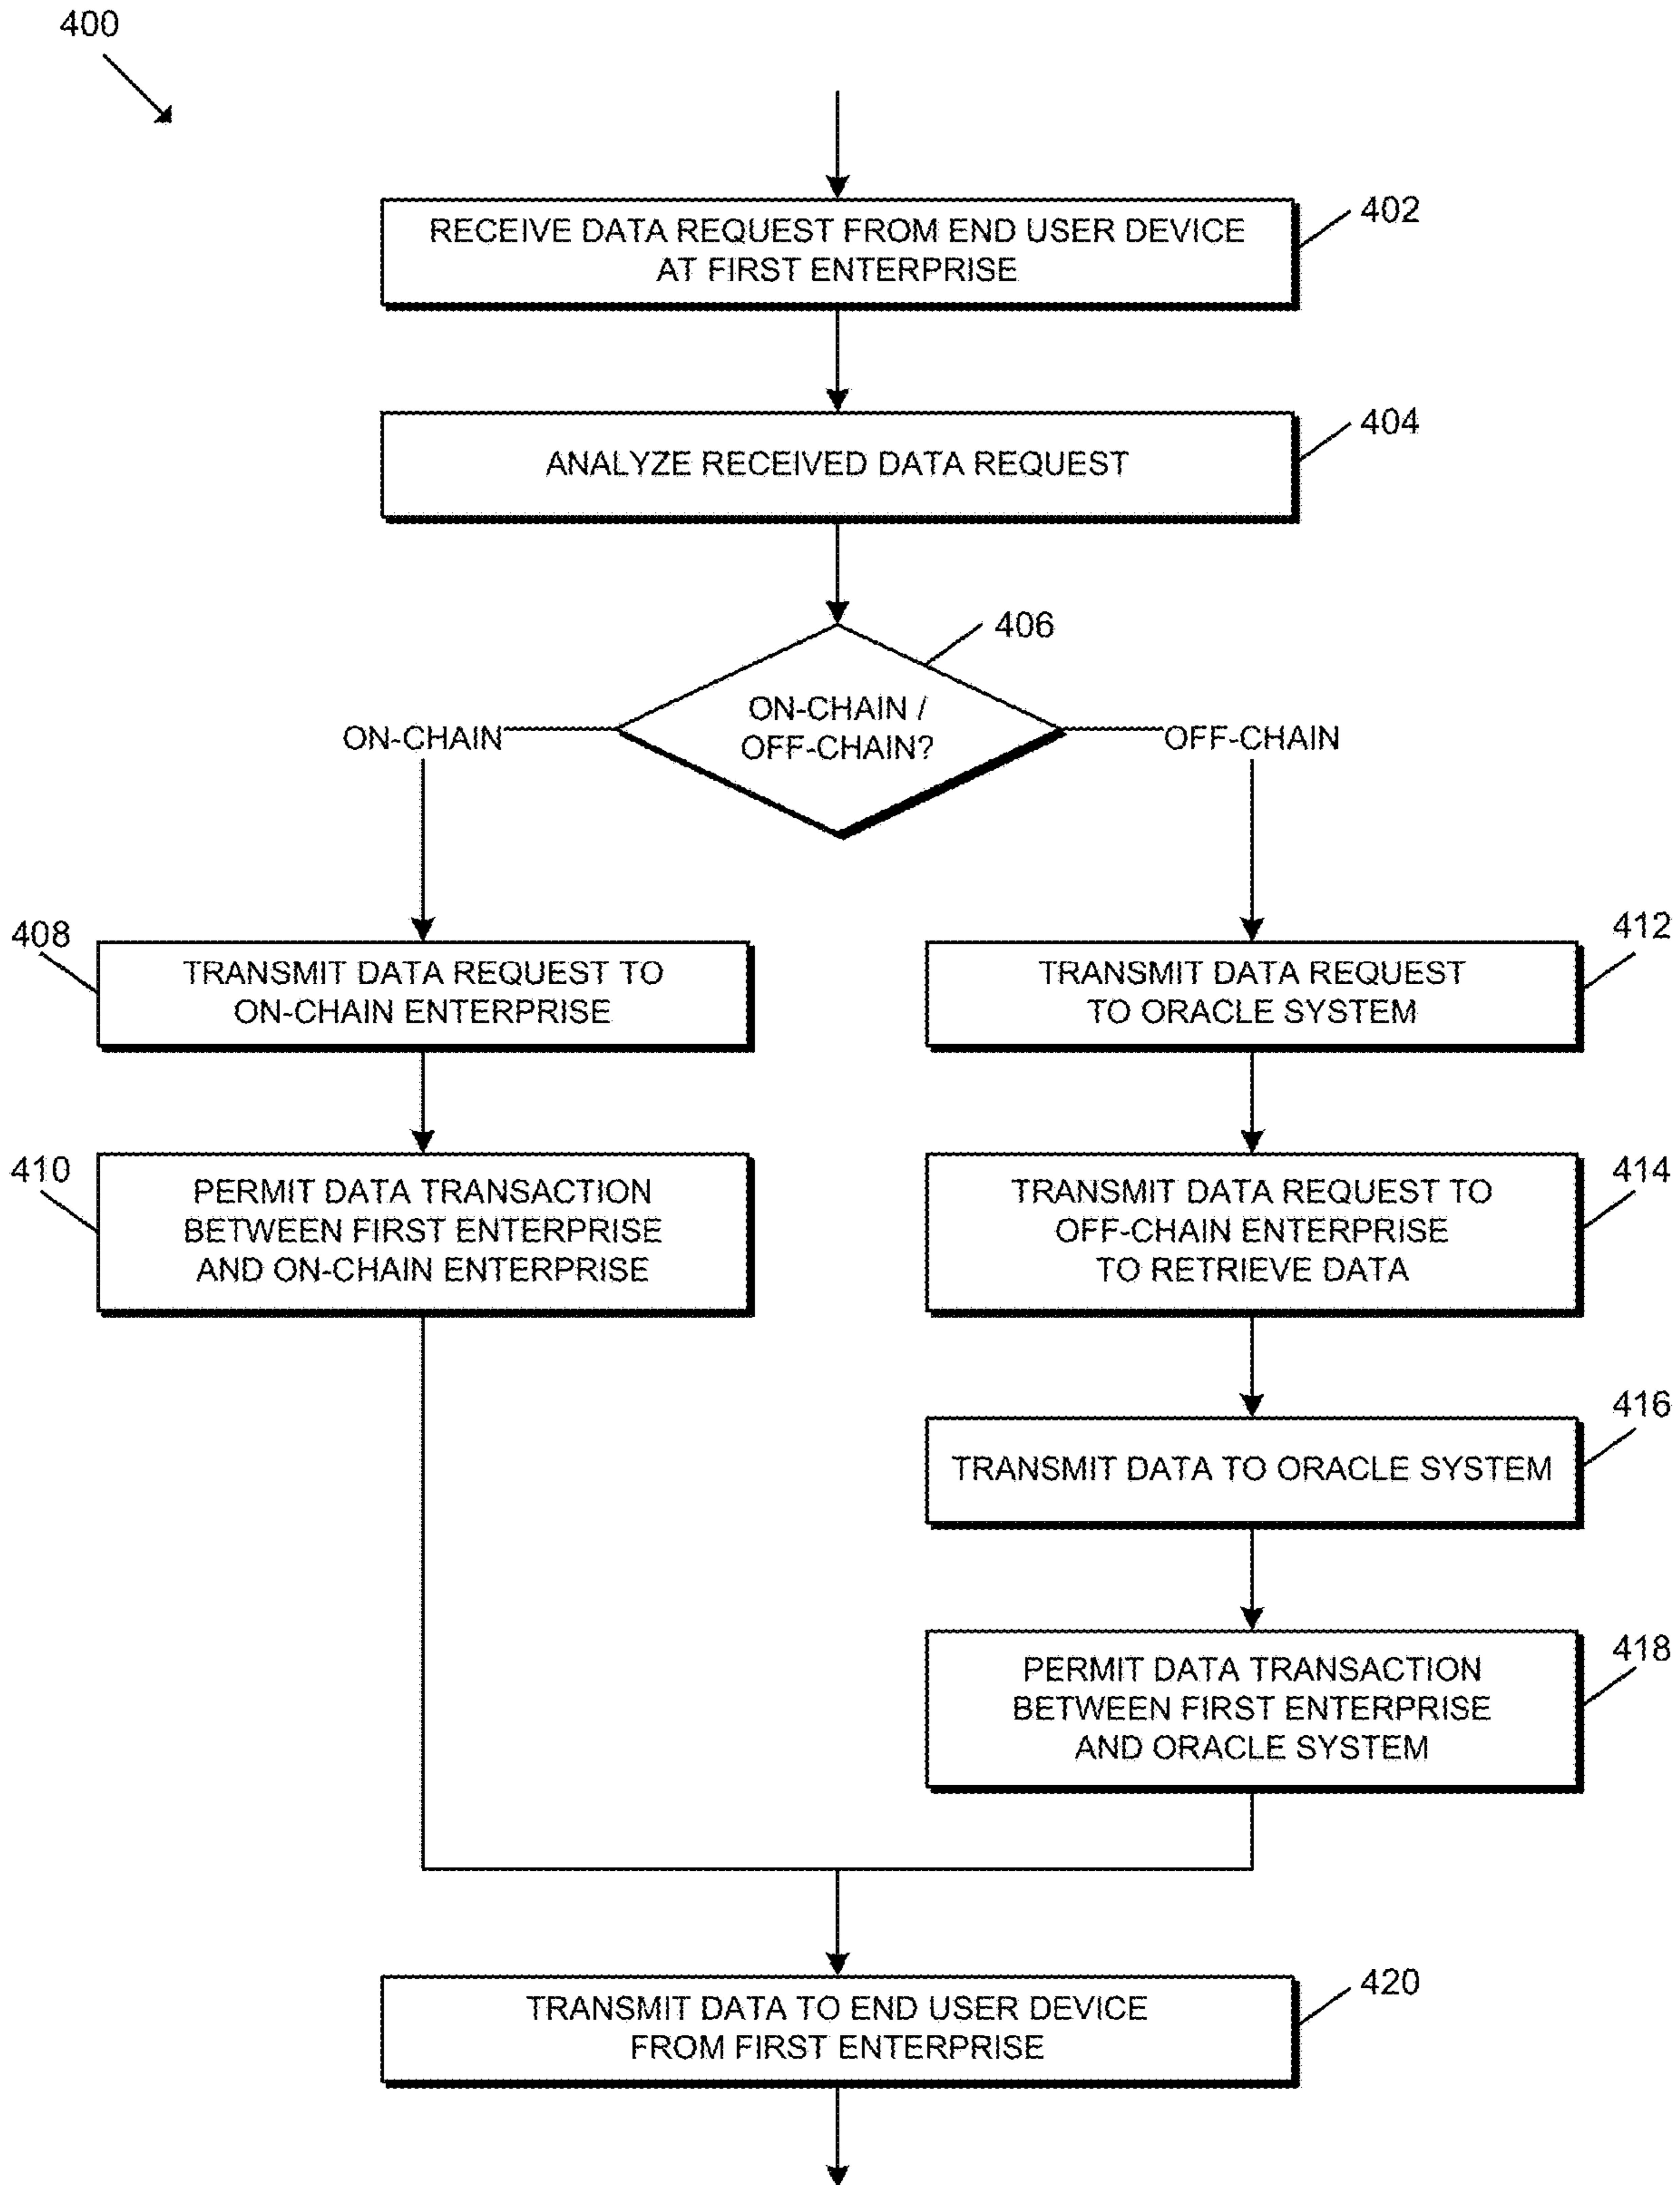 400
RECEIVE DATA REQUEST FROM END USER DEVICE
AT FIRST ENTERPRISE
402
ANALYZE RECEIVED DATA REQUEST
404
406
ON-CHAIN /
OFF-CHAIN?
ON-CHAIN
OFF-CHAIN
408
TRANSMIT DATA REQUEST TO
ON-CHAIN ENTERPRISE
412
TRANSMIT DATA REQUEST
TO ORACLE SYSTEM
410
PERMIT DATA TRANSACTION
BETWEEN FIRST ENTERPRISE
AND ON-CHAIN ENTERPRISE
414
TRANSMIT DATA REQUEST TO
OFF-CHAIN ENTERPRISE
TO RETRIEVE DATA
416
TRANSMIT DATA TO ORACLE SYSTEM
418
PERMIT DATA TRANSACTION
BETWEEN FIRST ENTERPRISE
AND ORACLE SYSTEM
420
TRANSMIT DATA TO END USER DEVICE
FROM FIRST ENTERPRISE